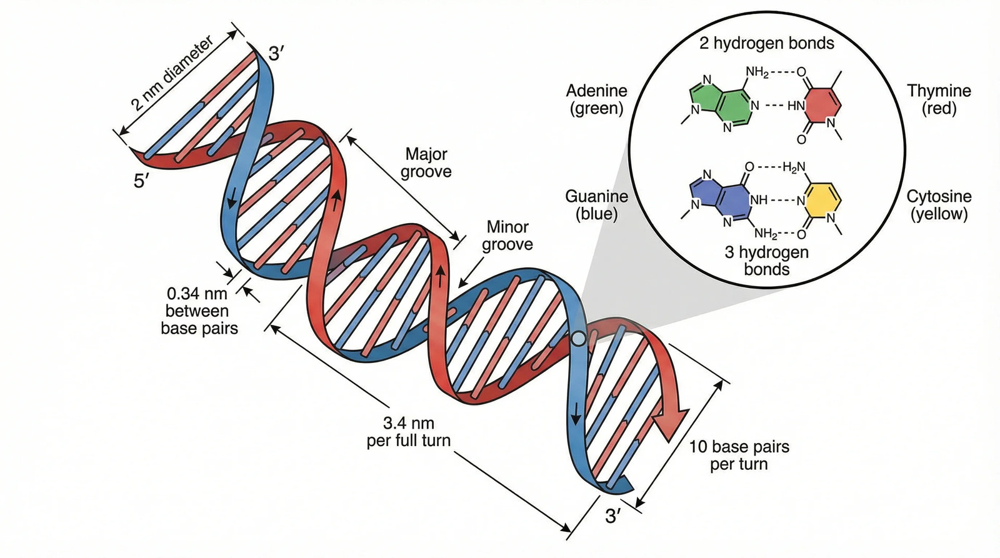 2 nm diameter
3′
5′
Major
groove
Minor
groove
0.34 nm
between
base pairs
3.4 nm
per full turn
10 base pairs
per turn
3′
2 hydrogen bonds
Adenine
(green)
N
N
N
N
NH₂
O
HN
N
O
Thymine
(red)
Guanine
(blue)
N
N
N
O
NH
NH₂
H₂N
N
N
O
Cytosine
(yellow)
3 hydrogen
bonds